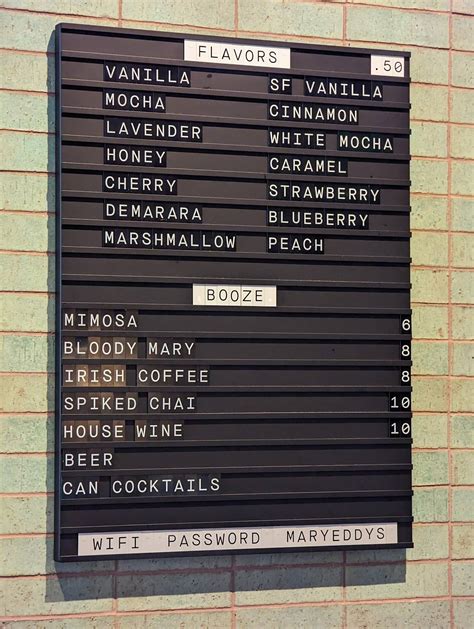 FLAVORS .50
VANILLA SF VANILLA
MOCHA CINNAMON
LAVENDER WHITE MOCHA
HONEY CARAMEL
CHERRY STRAWBERRY
DEMARARA BLUEBERRY
MARSHMALLOW PEACH
BOOZE
MIMOSA 6
BLOODY MARY 8
IRISH COFFEE 8
SPIKED CHAI 10
HOUSE WINE 10
BEER
CAN COCKTAILS
WIFI PASSWORD MARYEDDYS